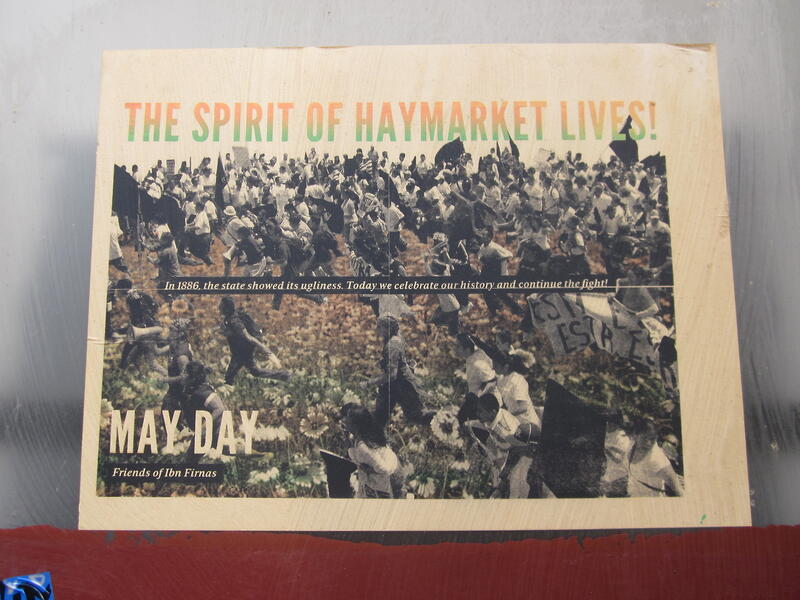 THE SPIRIT OF HAYMARKET LIVES!
In 1886, the state showed its ugliness. Today we celebrate our history and continue the fight!
MAY DAY
Friends of Ibn Firnas